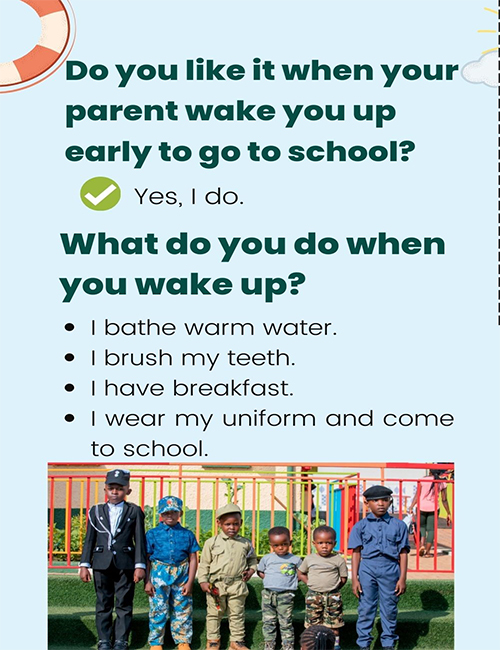 Do you like it when your
parent wake you up
early to go to school?
Yes, I do.
What do you do when
you wake up?
• I bathe warm water.
• I brush my teeth.
• I have breakfast.
• I wear my uniform and come
to school.